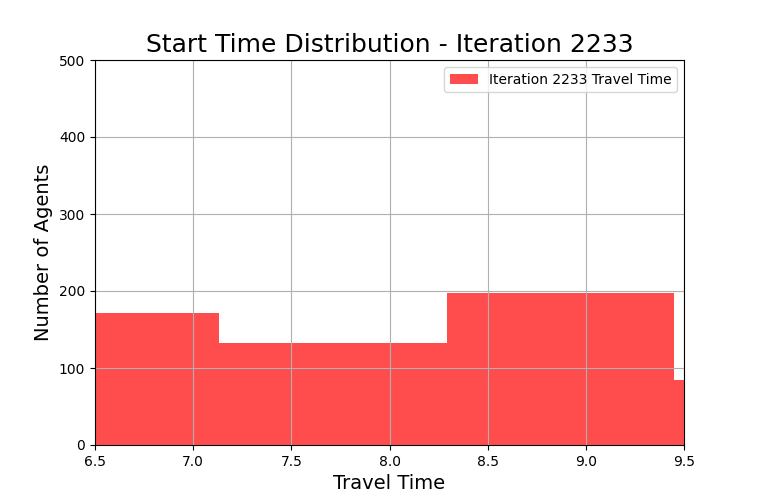 Start Time Distribution - Iteration 2233
Iteration 2233 Travel Time
Number of Agents
500
400
300
200
100
0
6.5 7.0 7.5 8.0 8.5 9.0 9.5
Travel Time